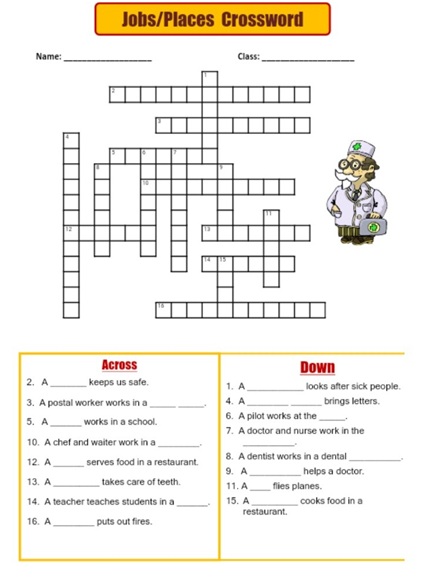 Jobs/Places Crossword
Name: ___________________ Class: ____________________
1
2
3
4
5 6 7
8 9
10
11
12 13
14 15
16
Across
2. A _______ keeps us safe.
3. A postal worker works in a _____ _____.
5. A ______ works in a school.
10. A chef and waiter work in a ________.
12. A ______ serves food in a restaurant.
13. A _________ takes care of teeth.
14. A teacher teaches students in a ______.
16. A ________ puts out fires.
Down
1. A ___________ looks after sick people.
4. A ________ ______ brings letters.
6. A pilot works at the _____.
7. A doctor and nurse work in the
__________.
8. A dentist works in a dental __________.
9. A __________ helps a doctor.
11. A ____ flies planes.
15. A _________ cooks food in a
restaurant.